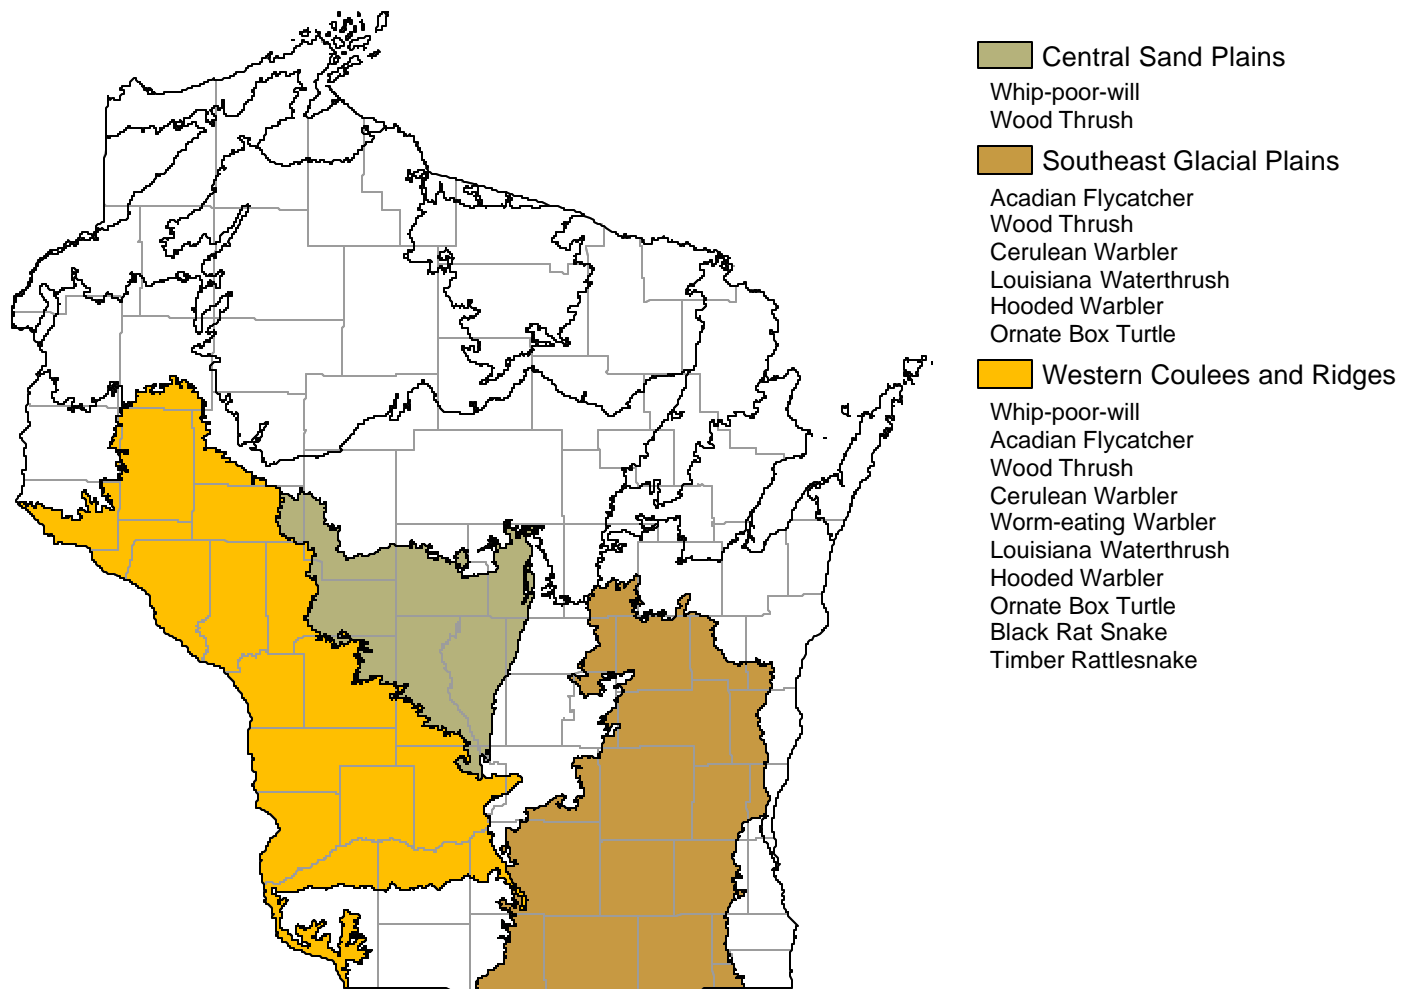 Central Sand Plains
Whip-poor-will
Wood Thrush
Southeast Glacial Plains
Acadian Flycatcher
Wood Thrush
Cerulean Warbler
Louisiana Waterthrush
Hooded Warbler
Ornate Box Turtle
Western Coulees and Ridges
Whip-poor-will
Acadian Flycatcher
Wood Thrush
Cerulean Warbler
Worm-eating Warbler
Louisiana Waterthrush
Hooded Warbler
Ornate Box Turtle
Black Rat Snake
Timber Rattlesnake